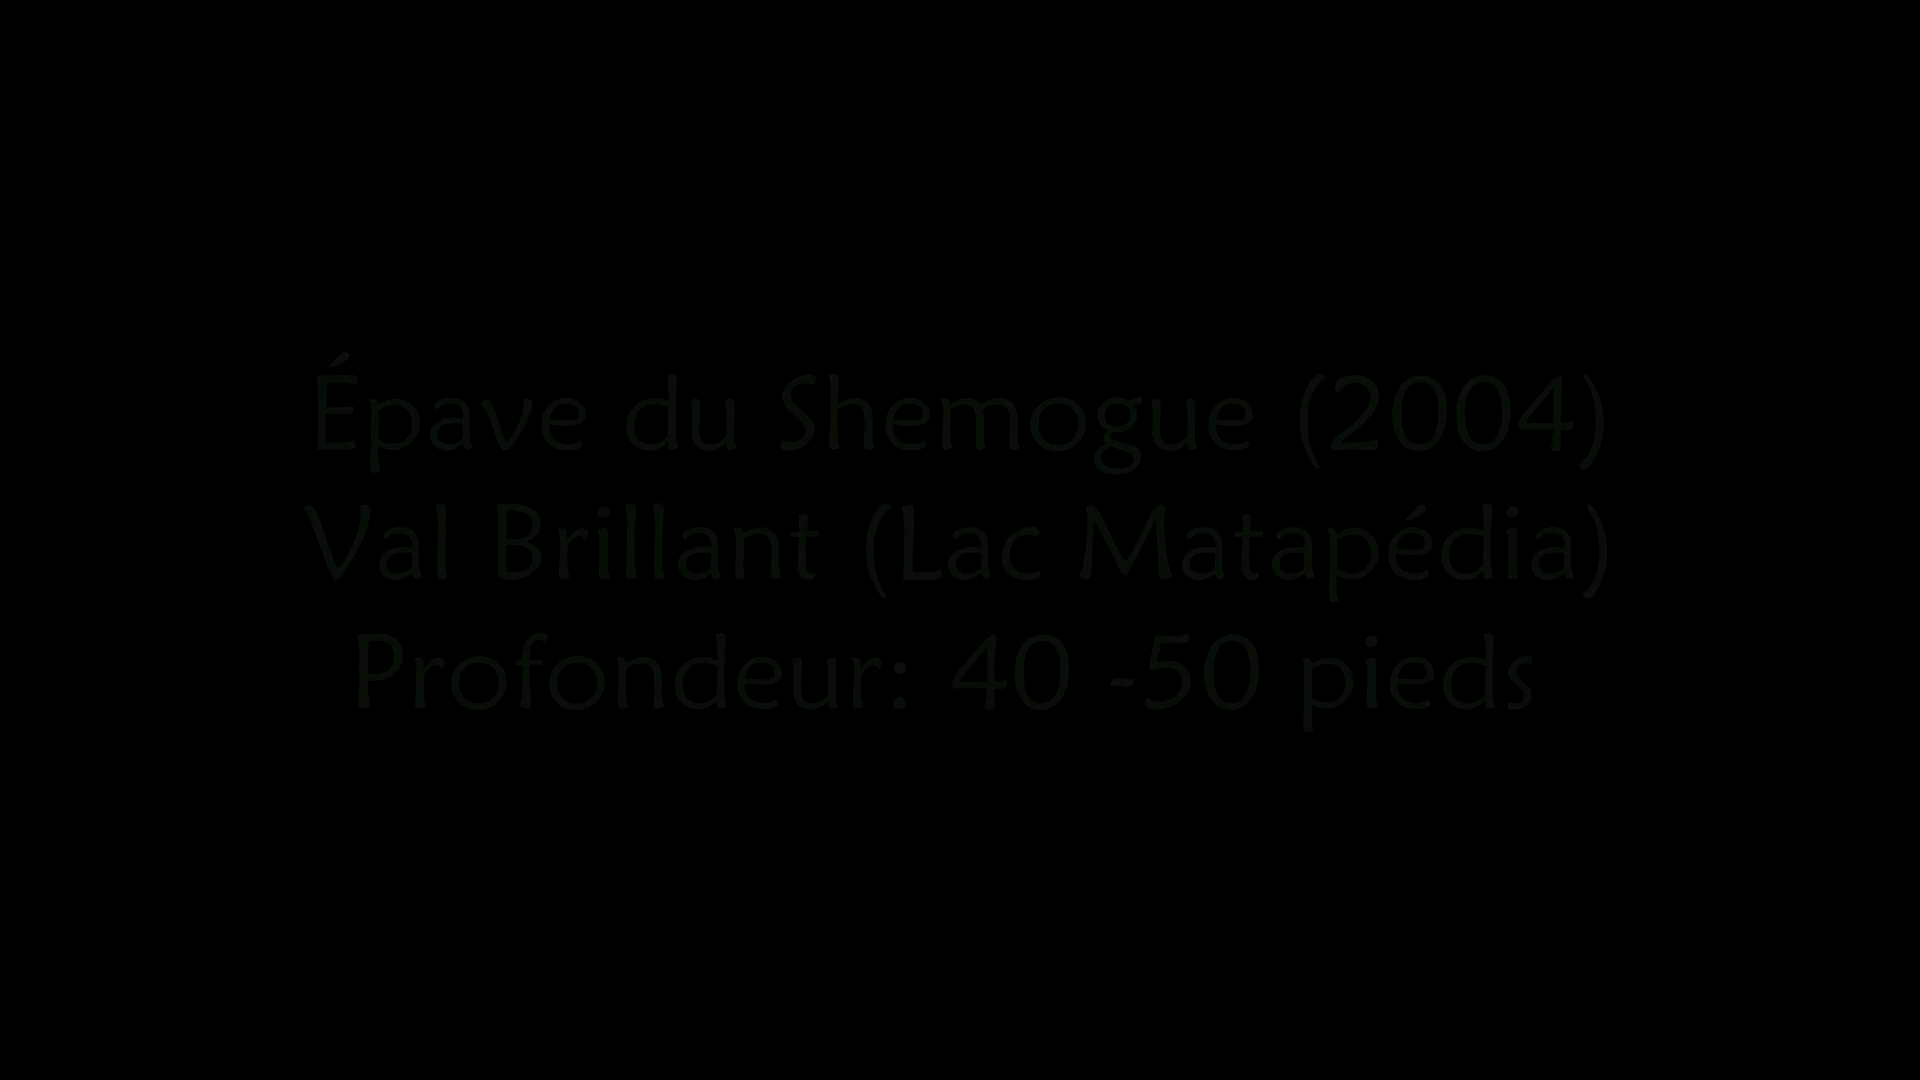 Épave du Shemogue (2004)
Val Brillant (Lac Matapédia)
Profondeur: 40 -50 pieds